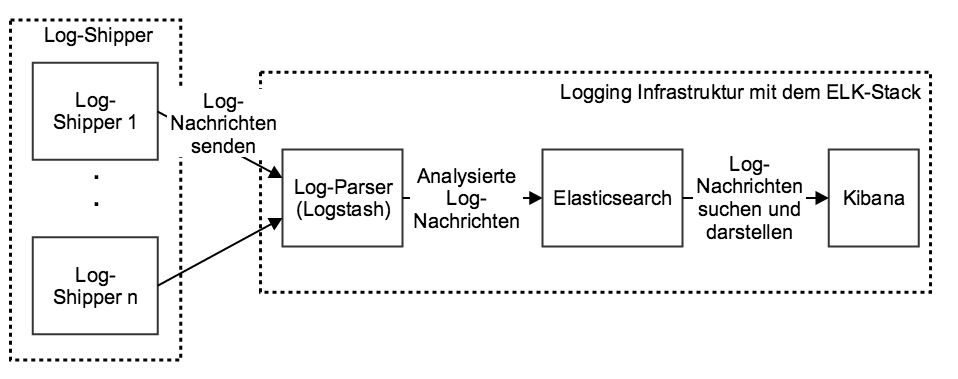 Log-Shipper
Log-
Shipper 1
.
.
Log-
Shipper n
Log-
Nachrichten
senden
Logging Infrastruktur mit dem ELK-Stack
Log-Parser
(Logstash)
Analysierte
Log-
Nachrichten
Elasticsearch
Log-
Nachrichten
suchen und
darstellen
Kibana